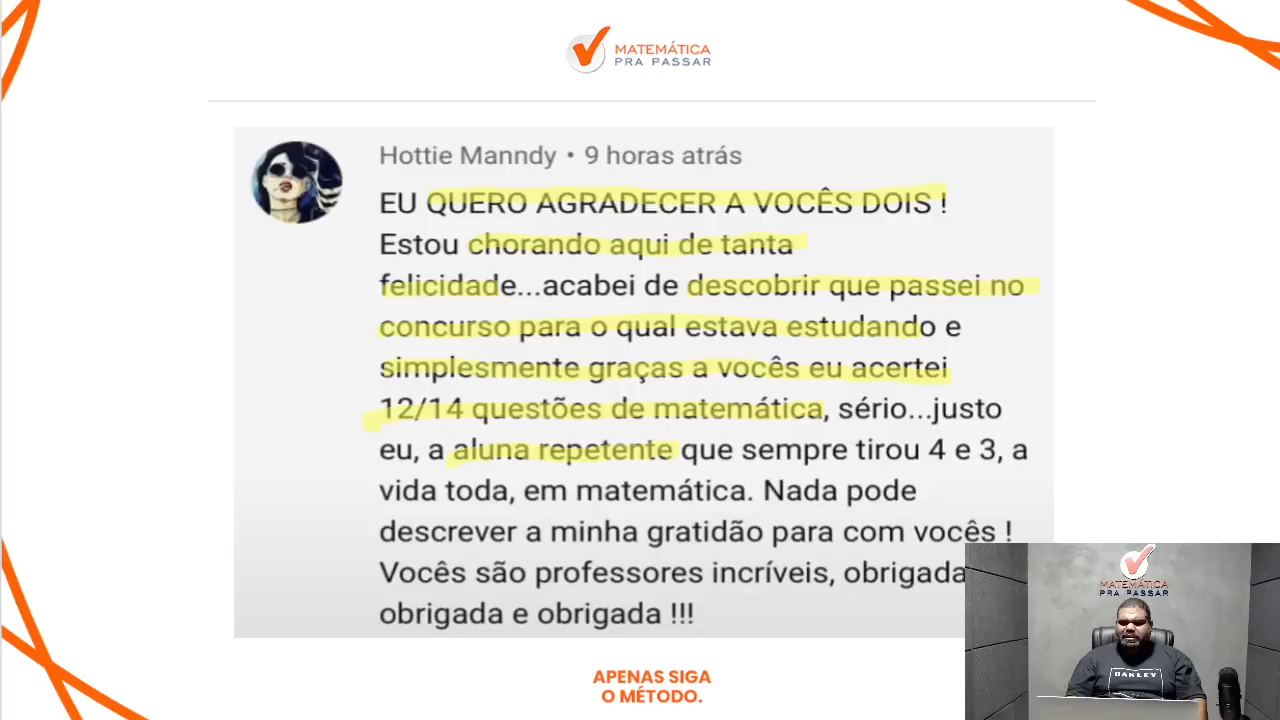 MATEMÁTICA
PRA PASSAR
Hottie Manndy • 9 horas atrás
EU QUERO AGRADECER A VOCÊS DOIS !
Estou chorando aqui de tanta
felicidade...acabei de descobrir que passei no
concurso para o qual estava estudando e
simplesmente graças a vocês eu acertei
12/14 questões de matemática, sério...justo
eu, a aluna repetente que sempre tirou 4 e 3, a
vida toda, em matemática. Nada pode
descrever a minha gratidão para com vocês !
Vocês são professores incríveis, obrigada
obrigada e obrigada !!!
MATEMÁTICA
PRA PASSAR
OAKLEY
APENAS SIGA
O MÉTODO.